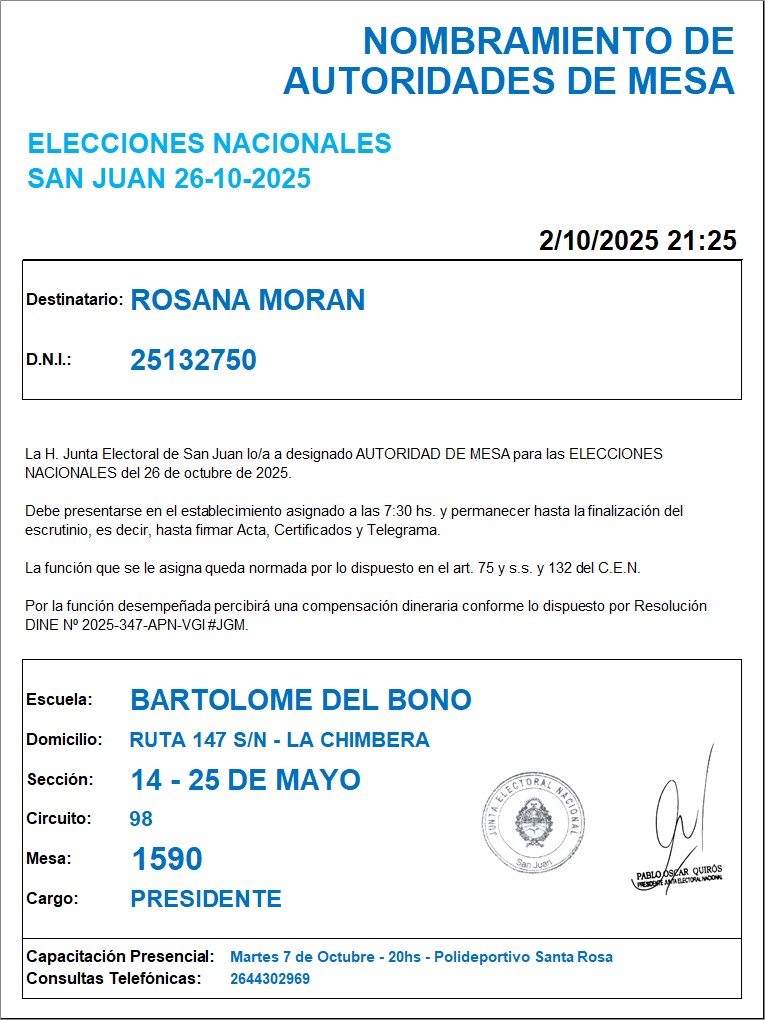 NOMBRAMIENTO DE
AUTORIDADES DE MESA
ELECCIONES NACIONALES
SAN JUAN 26-10-2025
2/10/2025 21:25
Destinatario: ROSANA MORAN
D.N.I.: 25132750
La H. Junta Electoral de San Juan lo/a a designado AUTORIDAD DE MESA para las ELECCIONES
NACIONALES del 26 de octubre de 2025.
Debe presentarse en el establecimiento asignado a las 7:30 hs. y permanecer hasta la finalización del
escrutinio, es decir, hasta firmar Acta, Certificados y Telegrama.
La función que se le asigna queda normada por lo dispuesto en el art. 75 y s.s. y 132 del C.E.N.
Por la función desempeñada percibirá una compensación dineraria conforme lo dispuesto por Resolución
DINE Nº 2025-347-APN-VGI#JGM.
Escuela: BARTOLOME DEL BONO
Domicilio: RUTA 147 S/N - LA CHIMBERA
Sección: 14 - 25 DE MAYO
Circuito: 98
Mesa: 1590
Cargo: PRESIDENTE
JUNTA ELECTORAL NACIONAL
San Juan
PABLO OSCAR QUIRÓS
PRESIDENTE JUNTA ELECTORAL NACIONAL
Capacitación Presencial: Martes 7 de Octubre - 20hs - Polideportivo Santa Rosa
Consultas Telefónicas: 2644302969